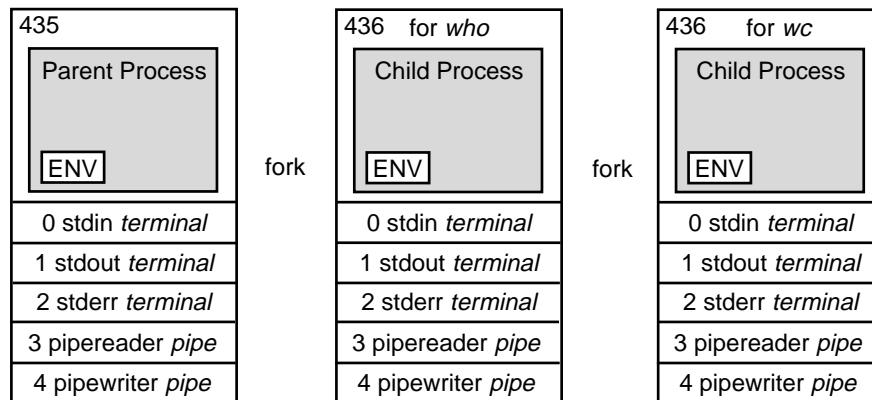 435
Parent Process
ENV
0 stdin terminal
1 stdout terminal
2 stderr terminal
3 pipereader pipe
4 pipewriter pipe
fork
436 for who
Child Process
ENV
0 stdin terminal
1 stdout terminal
2 stderr terminal
3 pipereader pipe
4 pipewriter pipe
fork
436 for wc
Child Process
ENV
0 stdin terminal
1 stdout terminal
2 stderr terminal
3 pipereader pipe
4 pipewriter pipe